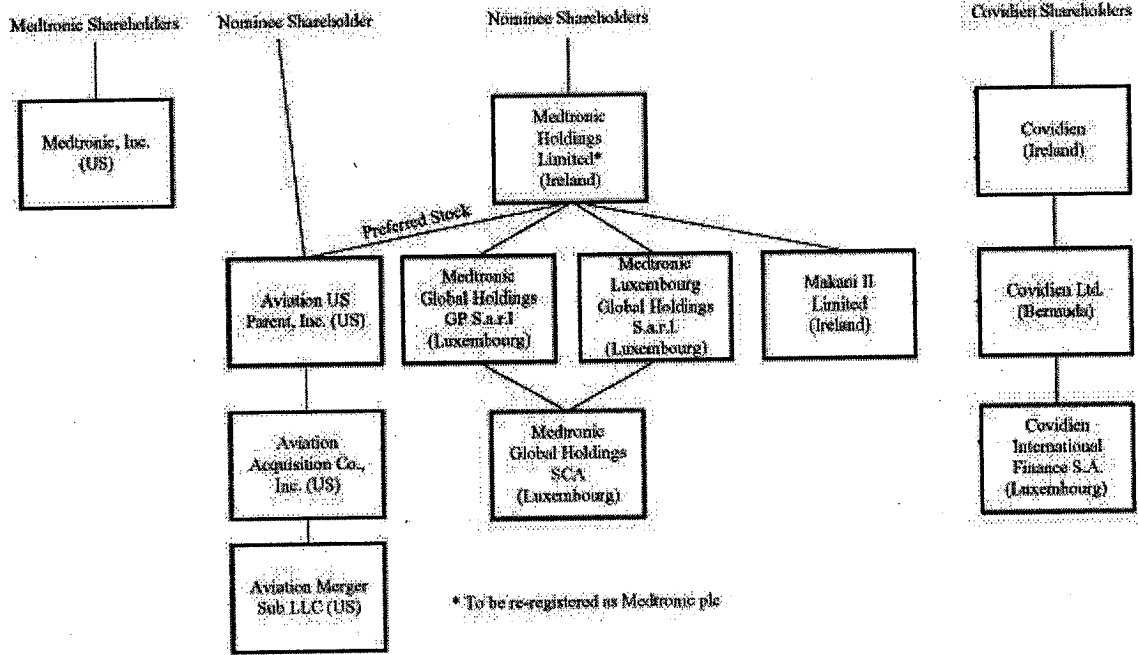 Medtronic Shareholders
Nominee Shareholder
Nominee Shareholders
Covidien Shareholders
Medtronic, Inc.
(US)
Medtronic
Holdings
Limited*
(Ireland)
Covidien
(Ireland)
Preferred Stock
Aviation US
Parent, Inc. (US)
Medtronic
Global Holdings
GP S.a.r.l
(Luxembourg)
Medtronic
Luxembourg
Global Holdings
S.a.r.l.
(Luxembourg)
Makani II
Limited
(Ireland)
Covidien Ltd.
(Bermuda)
Aviation
Acquisition Co.,
Inc. (US)
Medtronic
Global Holdings
SCA
(Luxembourg)
Covidien
International
Finance S.A.
(Luxembourg)
Aviation Merger
Sub LLC (US)
* To be re-registered as Medtronic plc